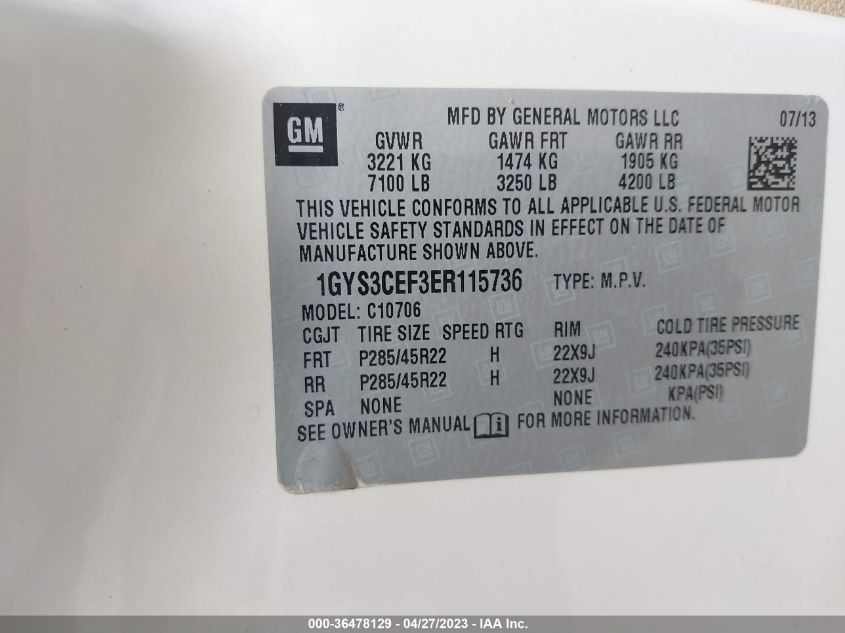 GM ®
MFD BY GENERAL MOTORS LLC 07/13
GVWR GAWR FRT GAWR RR
3221 KG 1474 KG 1905 KG
7100 LB 3250 LB 4200 LB
THIS VEHICLE CONFORMS TO ALL APPLICABLE U.S. FEDERAL MOTOR
VEHICLE SAFETY STANDARDS IN EFFECT ON THE DATE OF
MANUFACTURE SHOWN ABOVE.
1GYS3CEF3ER115736 TYPE: M.P.V.
MODEL: C10706
CGJT TIRE SIZE SPEED RTG RIM COLD TIRE PRESSURE
FRT P285/45R22 H 22X9J 240KPA(35PSI)
RR P285/45R22 H 22X9J 240KPA(35PSI)
SPA NONE NONE KPA(PSI)
SEE OWNER'S MANUAL FOR MORE INFORMATION.
000-36478129 - 04/27/2023 - IAA Inc.